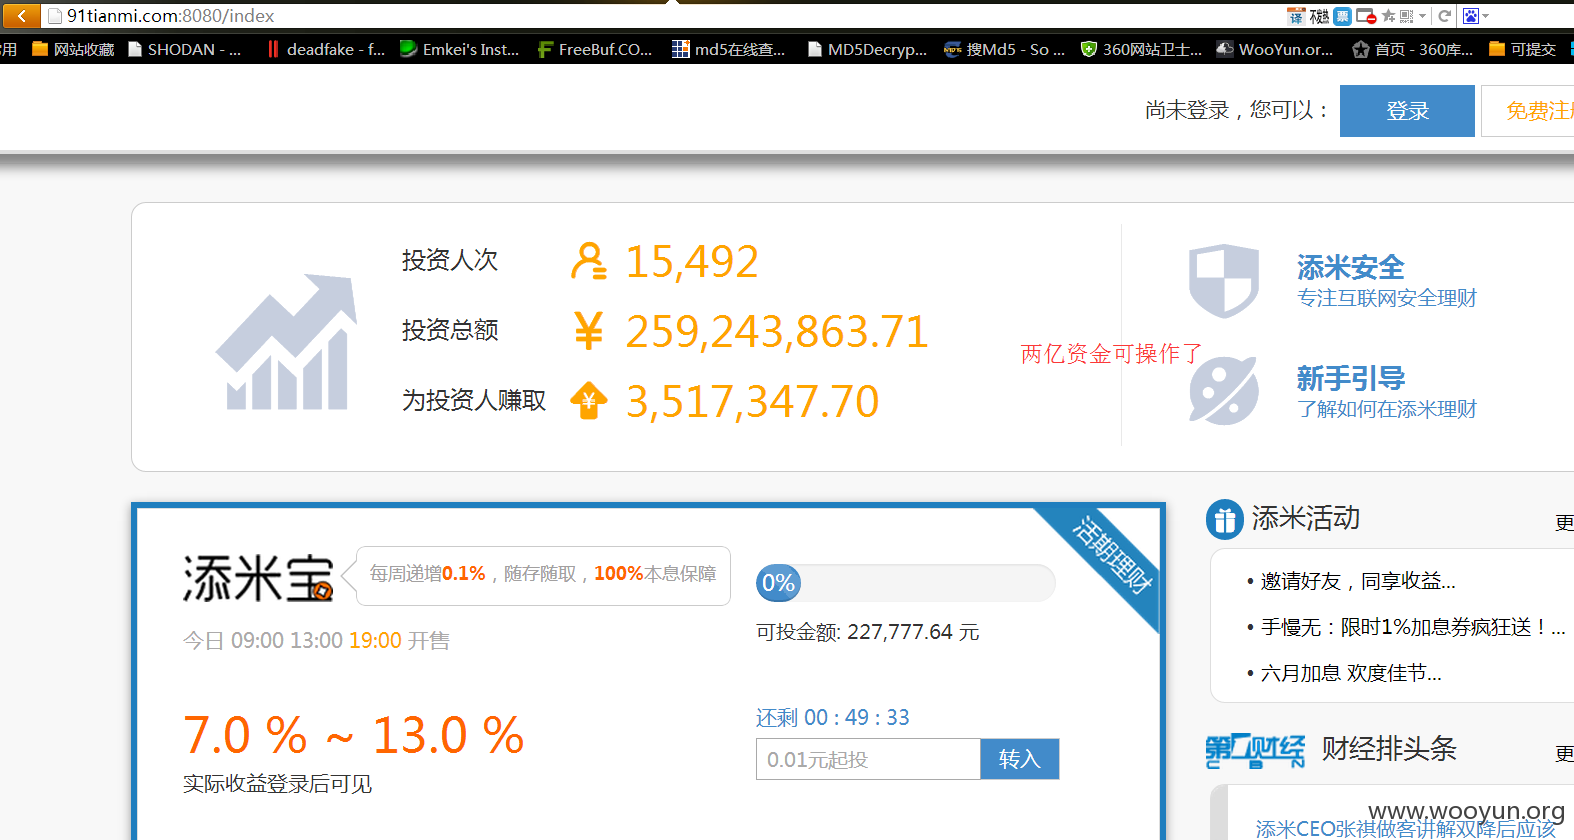 91tianmi.com:8080/index
译
票
用 网站收藏 SHODAN - ... deadfake - f... Emkei's Inst... FreeBuf.CO... md5在线查... MD5Decryp... 搜Md5 - So ... 360网站卫士... WooYun.or... 首页 - 360库... 可提交
尚未登录，您可以： 登录 免费注册
投资人次 15,492
投资总额 ¥ 259,243,863.71
为投资人赚取 ¥ 3,517,347.70
两亿资金可操作了
添米安全
专注互联网安全理财
新手引导
了解如何在添米理财
添米宝
每周递增0.1%，随存随取，100%本息保障
活期理财
今日 09:00 13:00 19:00 开售
7.0 % ~ 13.0 %
实际收益登录后可见
0%
可投金额: 227,777.64 元
还剩 00 : 49 : 33
0.01元起投 转入
添米活动 更
• 邀请好友，同享收益...
• 手慢无：限时1%加息券疯狂送！...
• 六月加息 欢度佳节...
第一财经
CBN
财经排头条 更
添米CEO张祺做客讲解双降后应该
www.wooyun.org